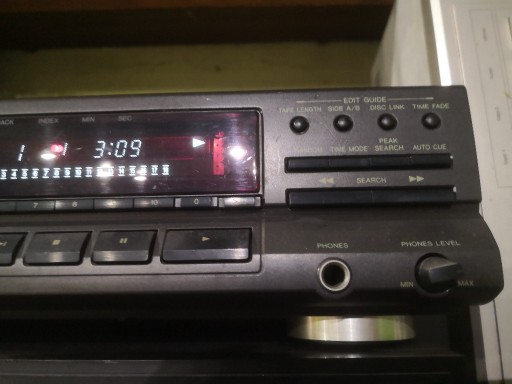 EDIT GUIDE
TAPE LENGTH SIDE A/B DISC LINK TIME FADE
INDEX MIN SEC
1 1 3:09
PEAK
TIME MODE SEARCH AUTO CUE
SEARCH
7 8 10 0
PHONES PHONES LEVEL
MIN MAX